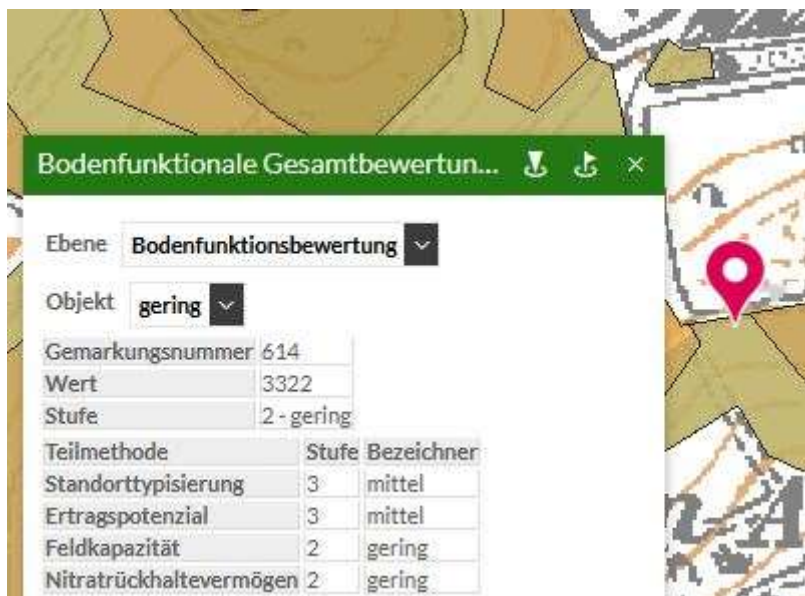 Bodenfunktionale Gesamtbewertun...
Ebene Bodenfunktionsbewertung
Objekt gering
Gemarkungsnummer 614
Wert 3322
Stufe 2 - gering
Teilmethode Stufe Bezeichner
Standorttypisierung 3 mittel
Ertragspotenzial 3 mittel
Feldkapazität 2 gering
Nitratrückhaltevermögen 2 gering